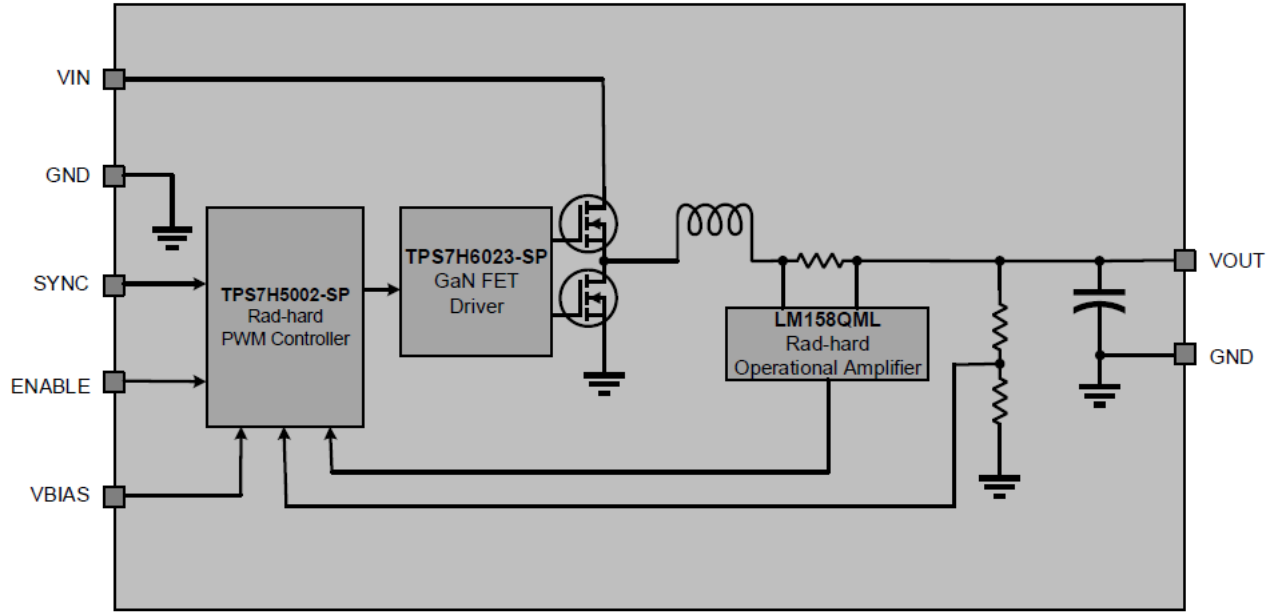 VIN
GND
SYNC
ENABLE
VBIAS
TPS7H5002-SP
Rad-hard
PWM Controller
TPS7H6023-SP
GaN FET
Driver
LM158QML
Rad-hard
Operational Amplifier
VOUT
GND